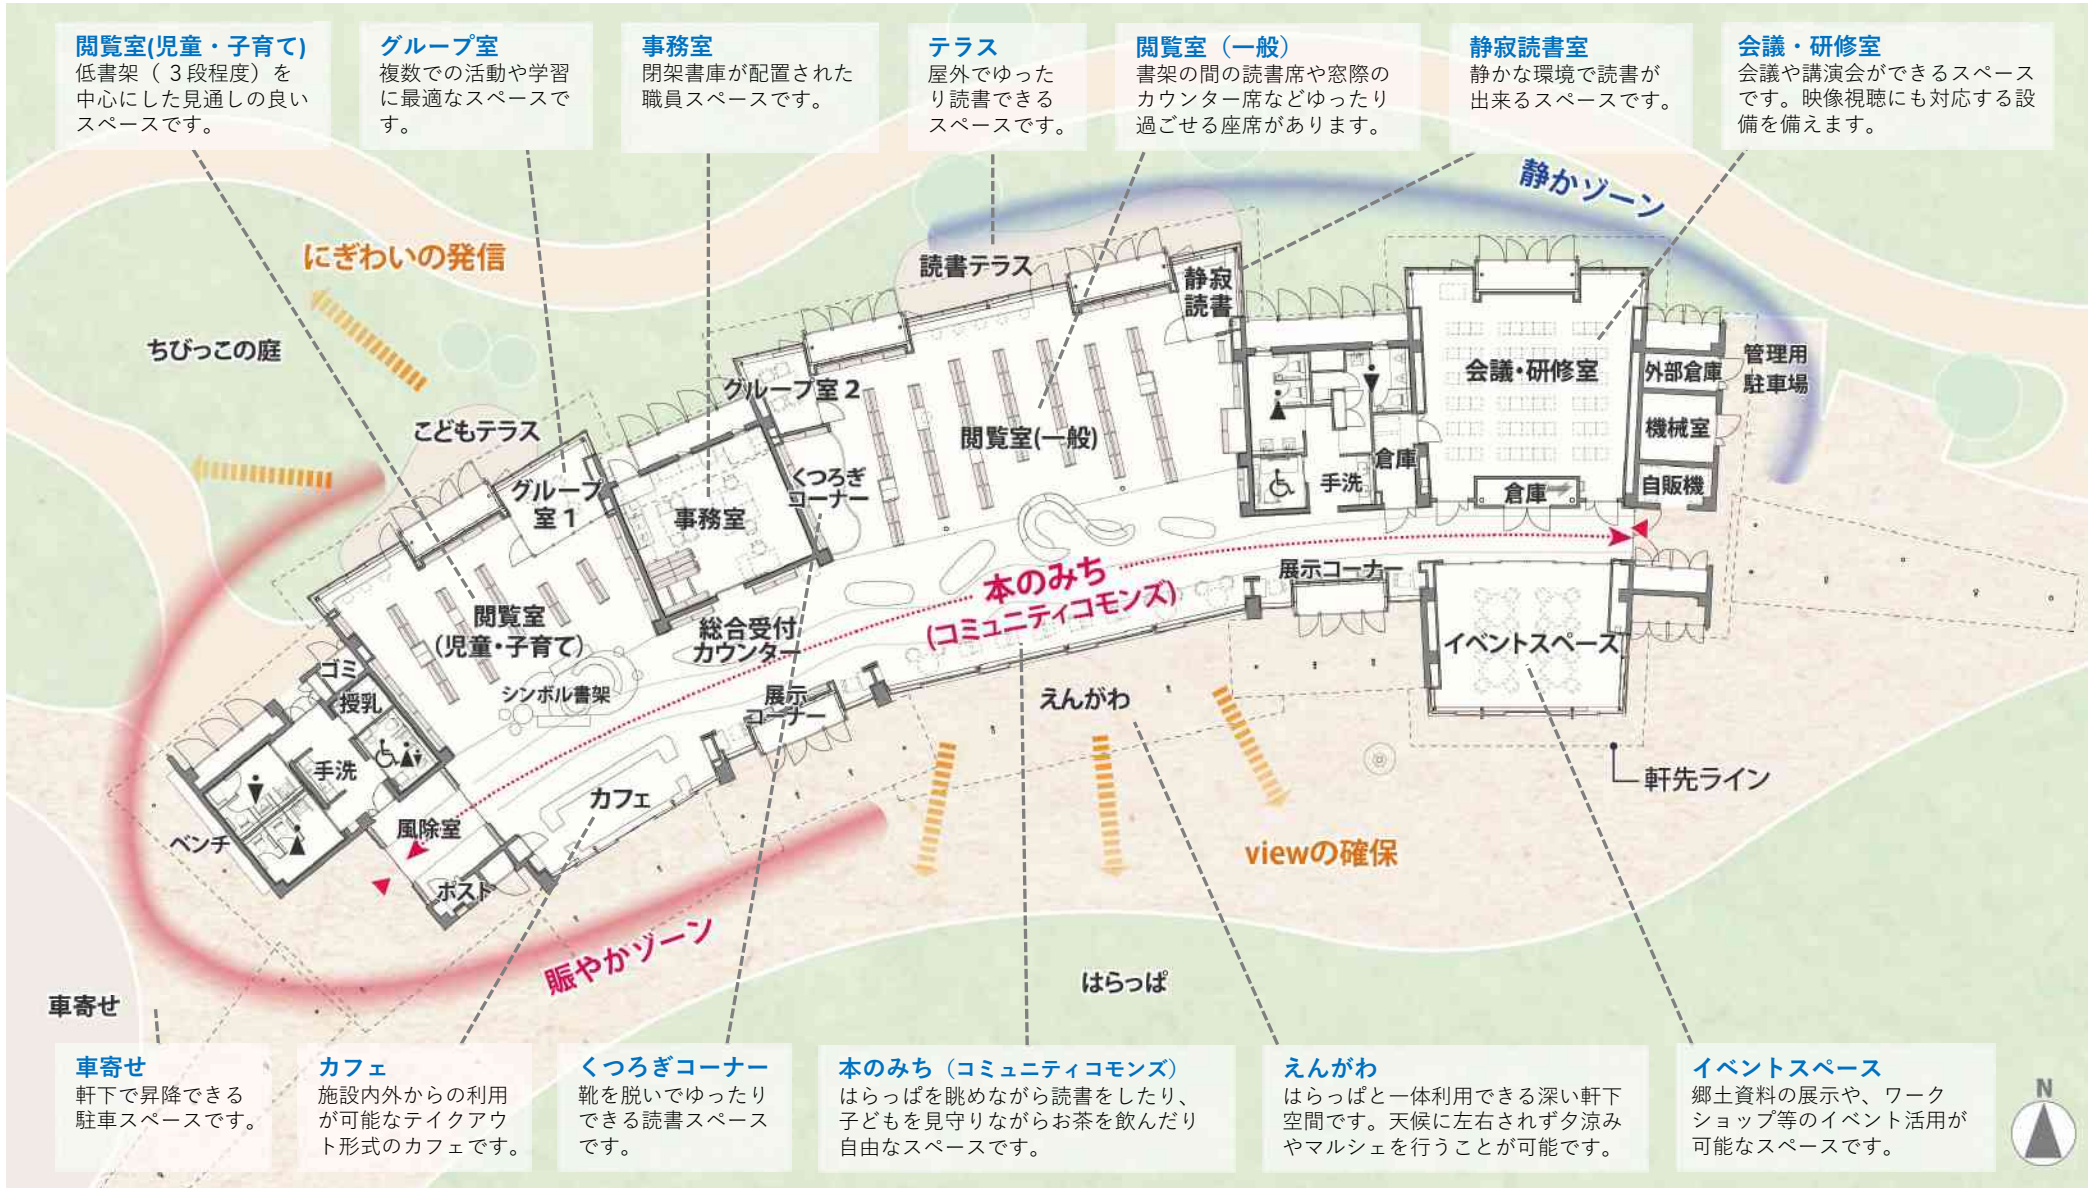 閲覧室(児童・子育て)
低書架（３段程度）を
中心にした見通しの良い
スペースです。
グループ室
複数での活動や学習
に最適なスペースで
す。
事務室
閉架書庫が配置された
職員スペースです。
テラス
屋外でゆった
り読書できる
スペースです。
閲覧室（一般）
書架の間の読書席や窓際の
カウンター席などゆったり
過ごせる座席があります。
静寂読書室
静かな環境で読書が
出来るスペースです。
会議・研修室
会議や講演会ができるスペース
です。映像視聴にも対応する設
備を備えます。
静かゾーン
にぎわいの発信
読書テラス
静寂
読書
ちびっこの庭
会議・研修室
外部倉庫
管理用
駐車場
グループ室２
こどもテラス
閲覧室(一般)
機械室
くつろぎ
コーナー
手洗
倉庫
倉庫
自販機
グループ
室１
事務室
本のみち
(コミュニティコモンズ)
展示コーナー
閲覧室
(児童・子育て)
総合受付
カウンター
イベントスペース
ゴミ
授乳
シンボル書架
展示
コーナー
えんがわ
手洗
カフェ
軒先ライン
ベンチ
風除室
viewの確保
ポスト
賑やかゾーン
はらっぱ
車寄せ
車寄せ
軒下で昇降できる
駐車スペースです。
カフェ
施設内外からの利用
が可能なテイクアウ
ト形式のカフェです。
くつろぎコーナー
靴を脱いでゆったり
できる読書スペース
です。
本のみち（コミュニティコモンズ）
はらっぱを眺めながら読書をしたり、
子どもを見守りながらお茶を飲んだり
自由なスペースです。
えんがわ
はらっぱと一体利用できる深い軒下
空間です。天候に左右されず夕涼み
やマルシェを行うことが可能です。
イベントスペース
郷土資料の展示や、ワーク
ショップ等のイベント活用が
可能なスペースです。
N